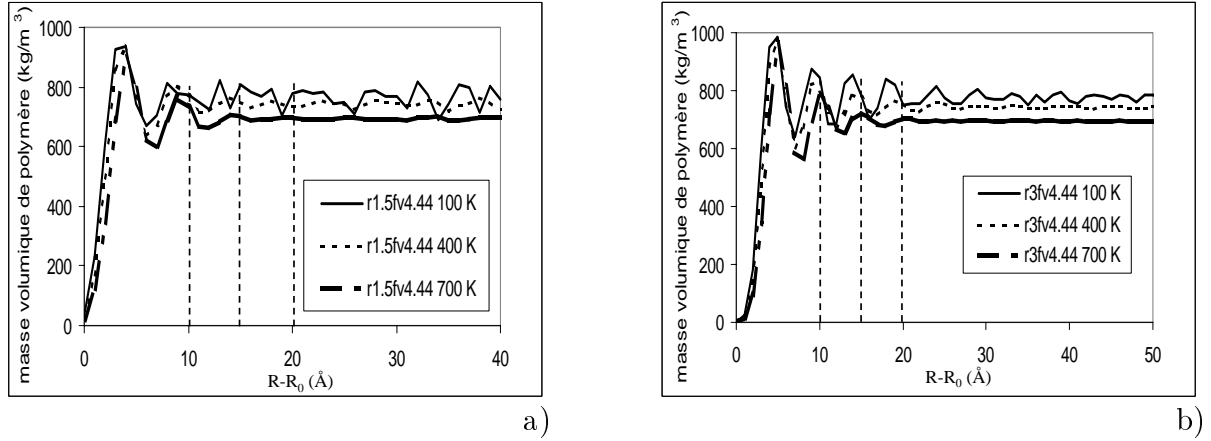 masse volumique de polymère (kg/m ³)
1000
800
600
400
200
0
r1.5fv4.44 100 K
r1.5fv4.44 400 K
r1.5fv4.44 700 K
0 10 20 30 40
R-R₀ (Å)
a)
masse volumique de polymère (kg/m ³)
1000
800
600
400
200
0
r3fv4.44 100 K
r3fv4.44 400 K
r3fv4.44 700 K
0 10 20 30 40 50
R-R₀ (Å)
b)